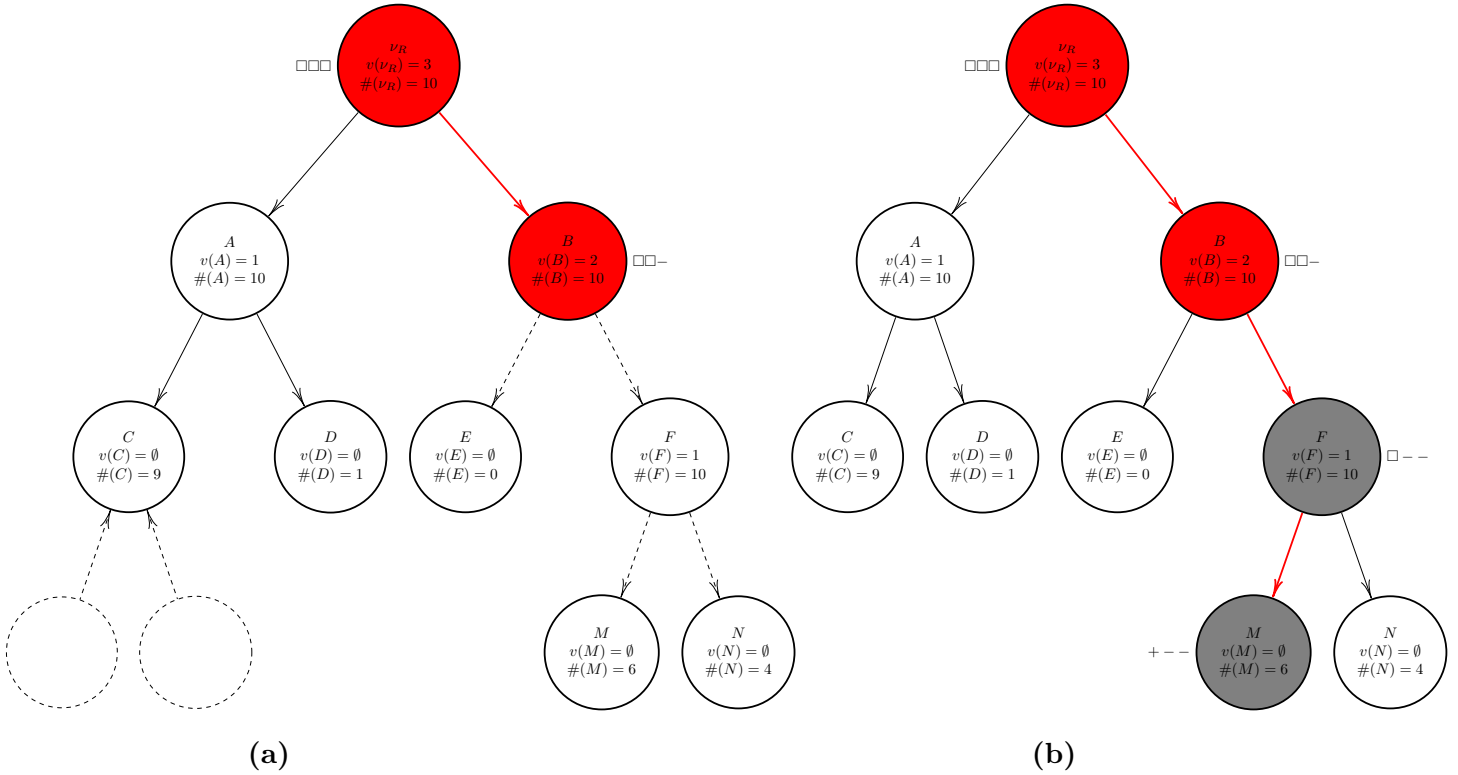 ν_R
v(ν_R) = 3
#(ν_R) = 10
□□□
A
v(A) = 1
#(A) = 10
B
v(B) = 2
#(B) = 10
□□−
C
v(C) = ∅
#(C) = 9
D
v(D) = ∅
#(D) = 1
E
v(E) = ∅
#(E) = 0
F
v(F) = 1
#(F) = 10
M
v(M) = ∅
#(M) = 6
N
v(N) = ∅
#(N) = 4
(a)
ν_R
v(ν_R) = 3
#(ν_R) = 10
□□□
A
v(A) = 1
#(A) = 10
B
v(B) = 2
#(B) = 10
□□−
C
v(C) = ∅
#(C) = 9
D
v(D) = ∅
#(D) = 1
E
v(E) = ∅
#(E) = 0
F
v(F) = 1
#(F) = 10
□ − −
+ − −
M
v(M) = ∅
#(M) = 6
N
v(N) = ∅
#(N) = 4
(b)